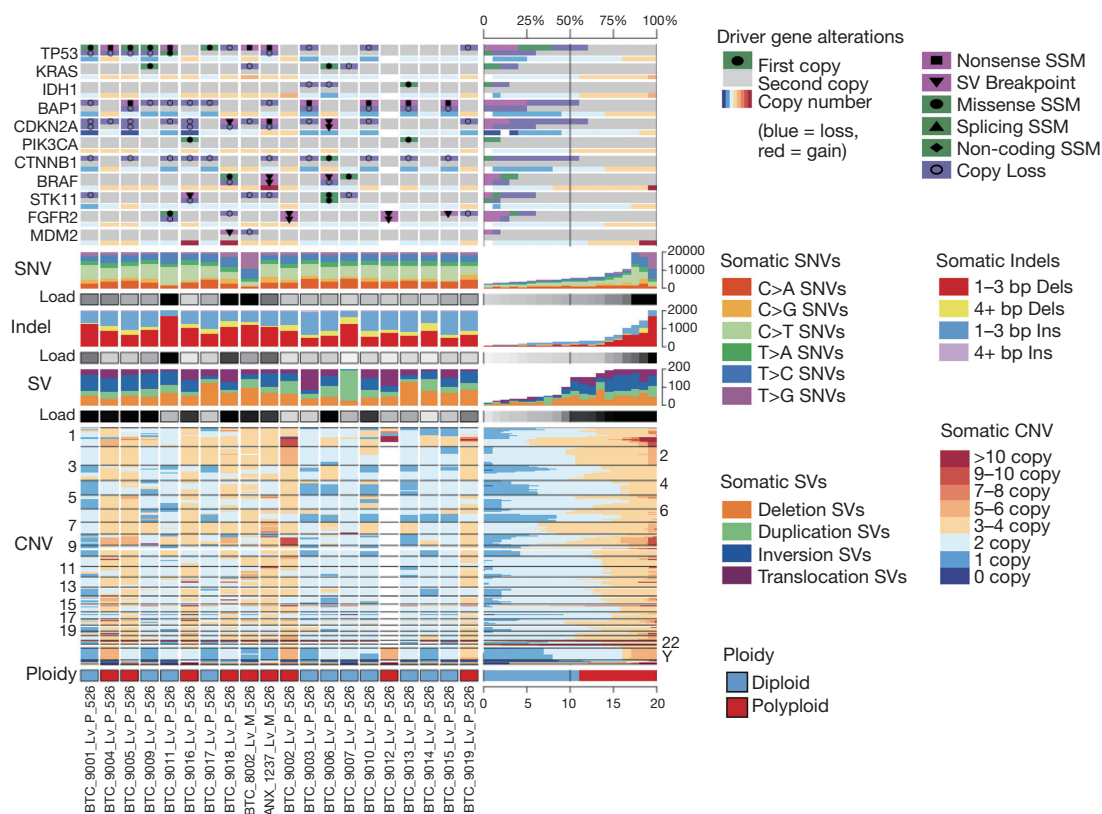 0 25% 50% 75% 100%
TP53
KRAS
IDH1
BAP1
CDKN2A
PIK3CA
CTNNB1
BRAF
STK11
FGFR2
MDM2
SNV
20000
10000
0
Load
Indel
2000
1000
0
Load
SV
200
100
0
Load
CNV
1
3
5
7
9
11
13
15
17
19
2
4
6
22
Y
Ploidy
0 5 10 15 20
BTC_9001_Lv_P_526
BTC_9004_Lv_P_526
BTC_9005_Lv_P_526
BTC_9009_Lv_P_526
BTC_9011_Lv_P_526
BTC_9016_Lv_P_526
BTC_9017_Lv_P_526
BTC_9018_Lv_P_526
BTC_8002_Lv_M_526
ANX_1237_Lv_M_526
BTC_9002_Lv_P_526
BTC_9003_Lv_P_526
BTC_9006_Lv_P_526
BTC_9007_Lv_P_526
BTC_9010_Lv_P_526
BTC_9012_Lv_P_526
BTC_9013_Lv_P_526
BTC_9014_Lv_P_526
BTC_9015_Lv_P_526
BTC_9019_Lv_P_526
Driver gene alterations
First copy
Second copy
Copy number
(blue = loss,
red = gain)
Nonsense SSM
SV Breakpoint
Missense SSM
Splicing SSM
Non-coding SSM
Copy Loss
Somatic SNVs
C>A SNVs
C>G SNVs
C>T SNVs
T>A SNVs
T>C SNVs
T>G SNVs
Somatic Indels
1–3 bp Dels
4+ bp Dels
1–3 bp Ins
4+ bp Ins
Somatic SVs
Deletion SVs
Duplication SVs
Inversion SVs
Translocation SVs
Somatic CNV
>10 copy
9–10 copy
7–8 copy
5–6 copy
3–4 copy
2 copy
1 copy
0 copy
Ploidy
Diploid
Polyploid